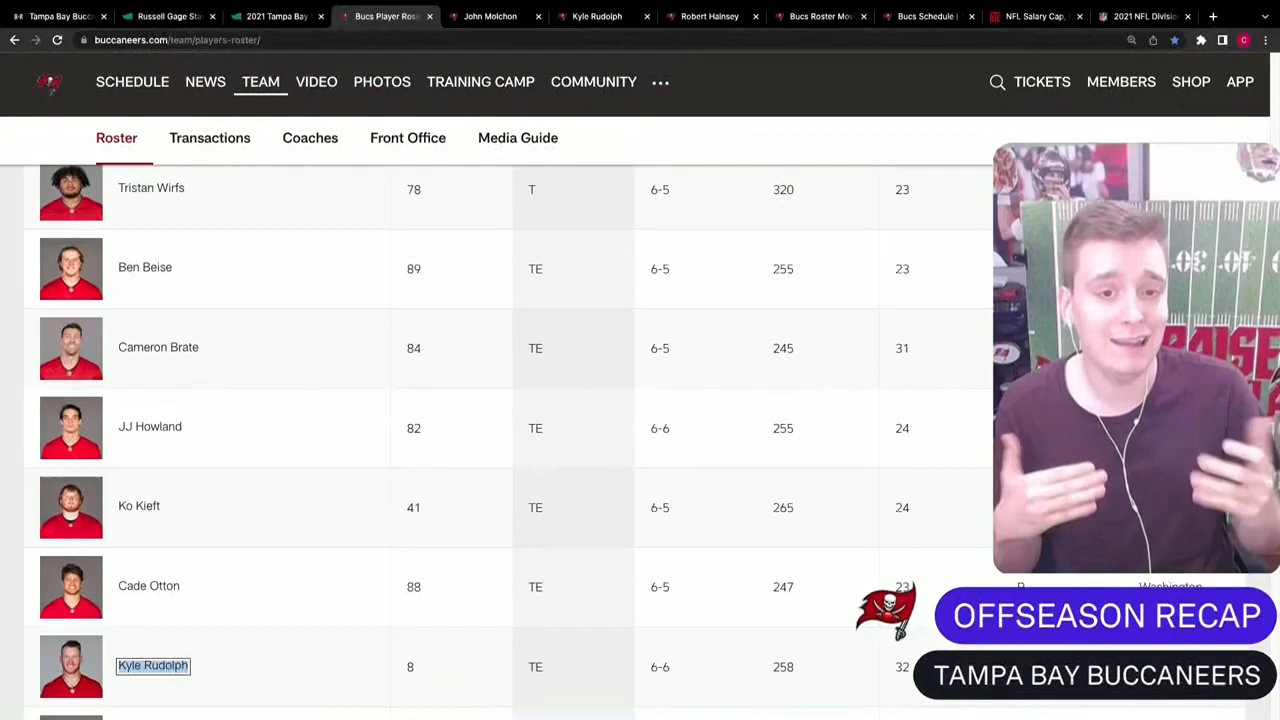 Tampa Bay Bucc
Russell Gage Sta
2021 Tampa Bay
Bucs Player Ros
John Molchon
Kyle Rudolph
Robert Hainsey
Bucs Roster Mov
Bucs Schedule |
NFL Salary Cap,
2021 NFL Divisio
buccaneers.com/team/players-roster/
C
SCHEDULE NEWS TEAM VIDEO PHOTOS TRAINING CAMP COMMUNITY
TICKETS MEMBERS SHOP APP
Roster Transactions Coaches Front Office Media Guide
Tristan Wirfs 78 T 6-5 320 23
Ben Beise 89 TE 6-5 255 23
Cameron Brate 84 TE 6-5 245 31
JJ Howland 82 TE 6-6 255 24
Ko Kieft 41 TE 6-5 265 24
Cade Otton 88 TE 6-5 247 23 R Washington
Kyle Rudolph 8 TE 6-6 258 32
RAISE
OFFSEASON RECAP
TAMPA BAY BUCCANEERS